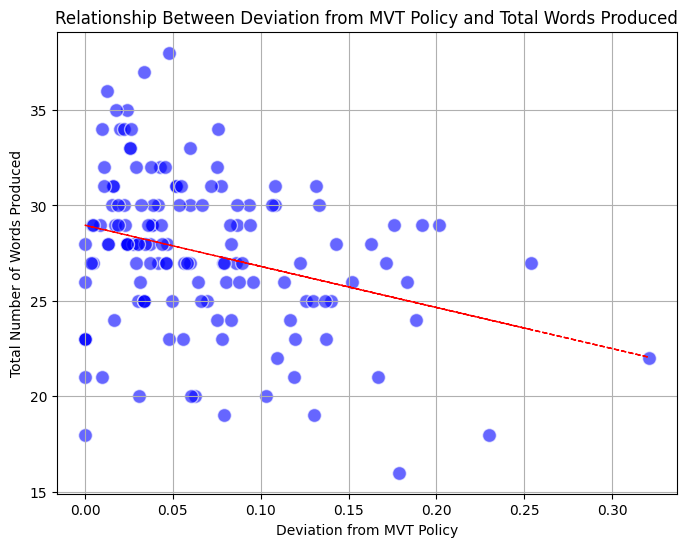 Relationship Between Deviation from MVT Policy and Total Words Produced
Total Number of Words Produced
35
30
25
20
15
0.00 0.05 0.10 0.15 0.20 0.25 0.30
Deviation from MVT Policy